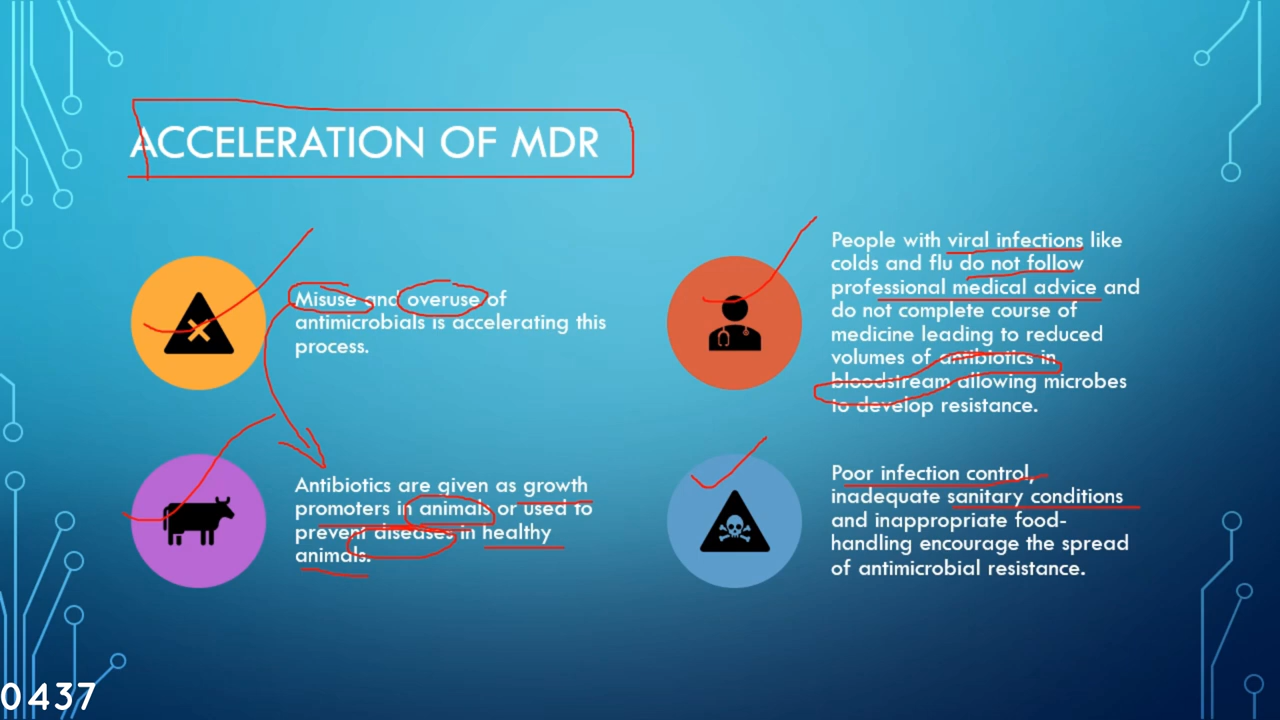 ACCELERATION OF MDR
Misuse and overuse of
antimicrobials is accelerating this
process.
Antibiotics are given as growth
promoters in animals or used to
prevent diseases in healthy
animals.
People with viral infections like
colds and flu do not follow
professional medical advice and
do not complete course of
medicine leading to reduced
volumes of antibiotics in
bloodstream allowing microbes
to develop resistance.
Poor infection control,
inadequate sanitary conditions
and inappropriate food-
handling encourage the spread
of antimicrobial resistance.
0437